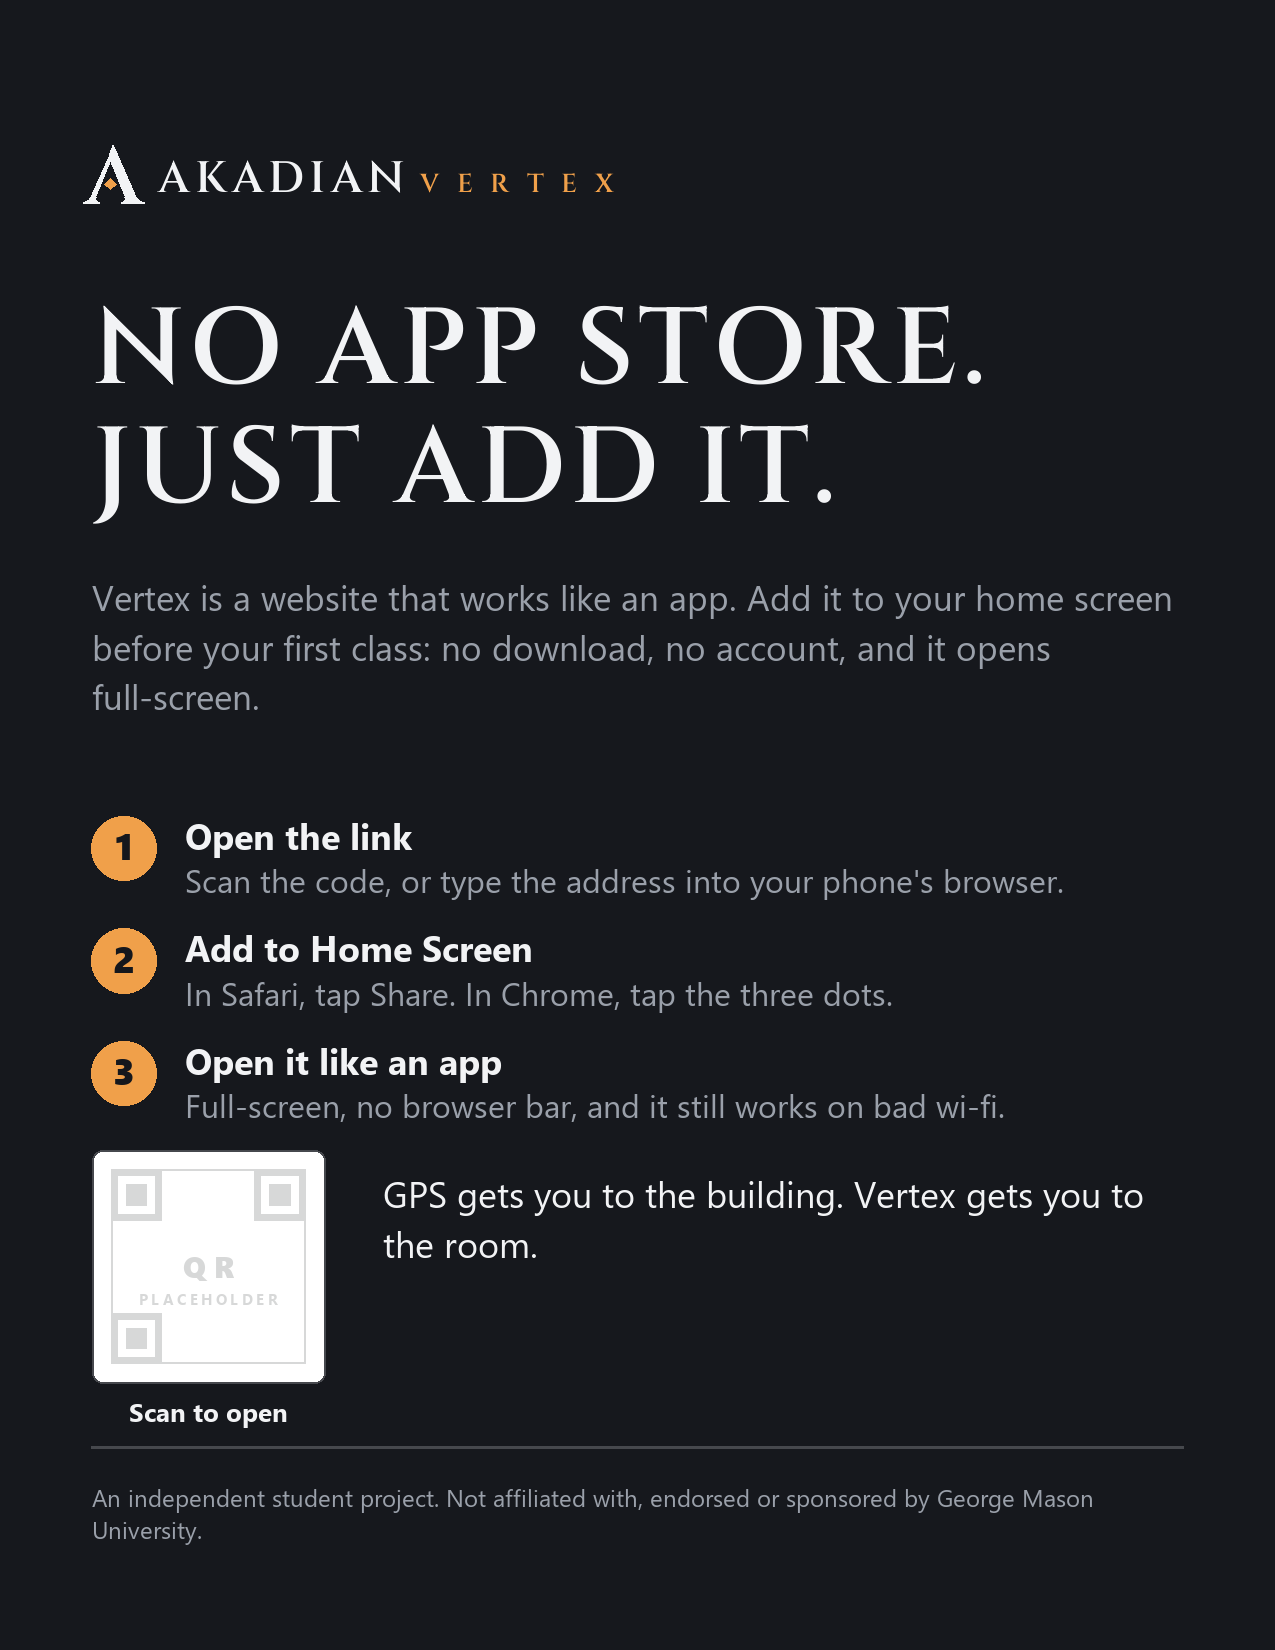 AKADIAN VERTEX
NO APP STORE.
JUST ADD IT.
Vertex is a website that works like an app. Add it to your home screen
before your first class: no download, no account, and it opens
full-screen.
1
Open the link
Scan the code, or type the address into your phone's browser.
2
Add to Home Screen
In Safari, tap Share. In Chrome, tap the three dots.
3
Open it like an app
Full-screen, no browser bar, and it still works on bad wi-fi.
QR
PLACEHOLDER
Scan to open
GPS gets you to the building. Vertex gets you to
the room.
An independent student project. Not affiliated with, endorsed or sponsored by George Mason
University.